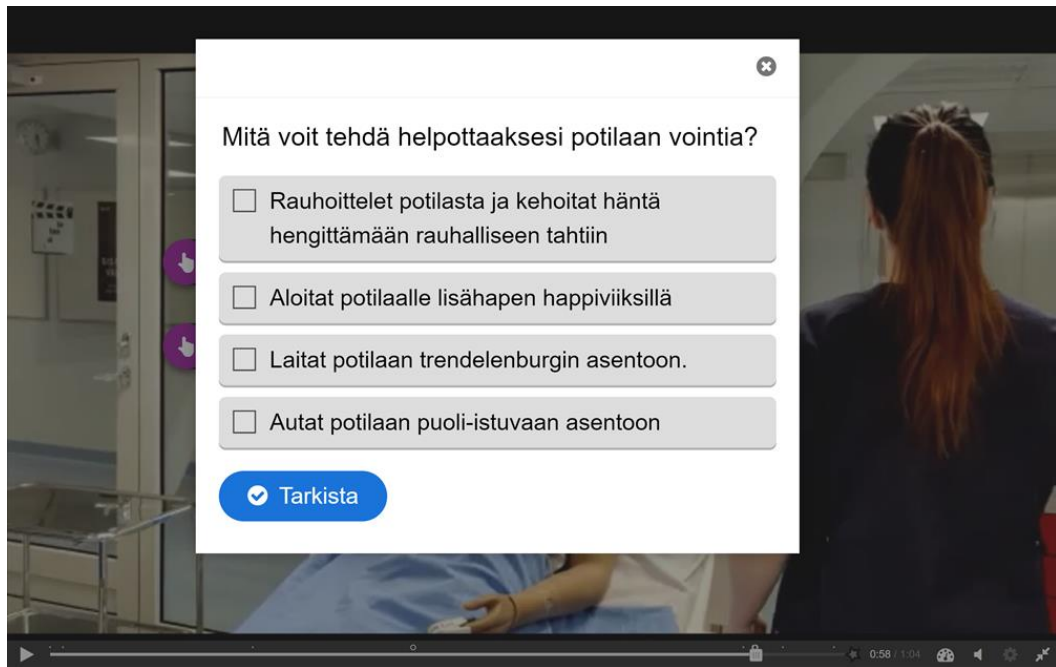 Mitä voit tehdä helpottaaksesi potilaan vointia?
Rauhoittelet potilasta ja kehoitat häntä
hengittämään rauhalliseen tahtiin
Aloitat potilaalle lisähapen happiviiksillä
Laitat potilaan trendelenburgin asentoon.
Autat potilaan puoli-istuvaan asentoon
Tarkista
0:58 / 1:04